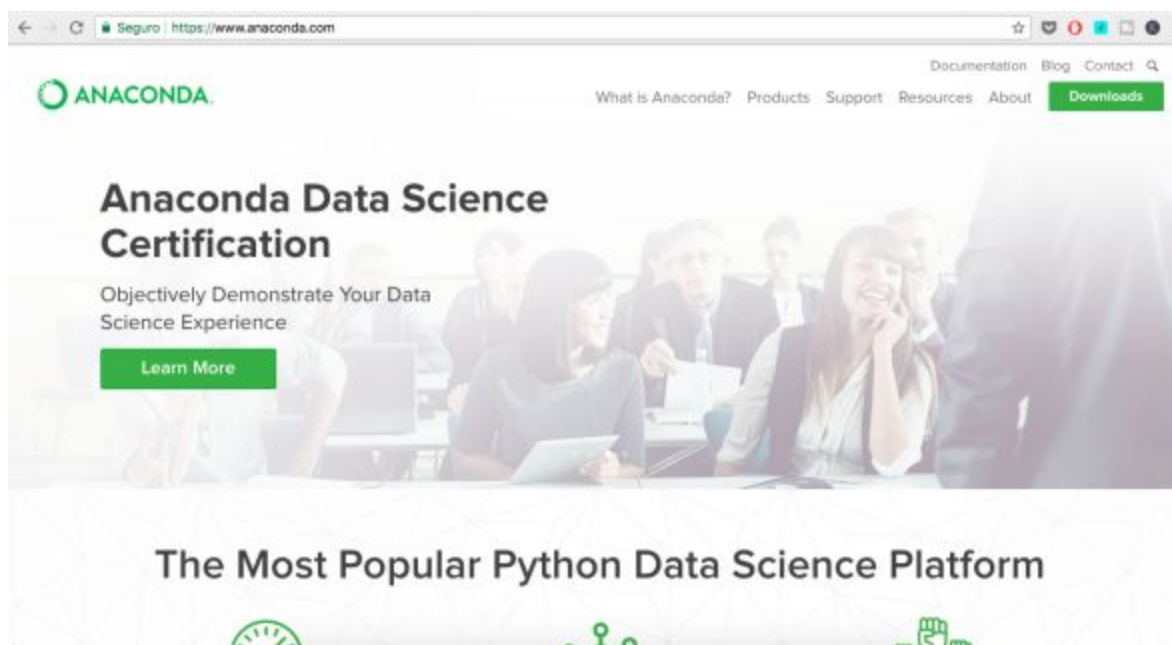 Seguro https://www.anaconda.com
Documentation Blog Contact
ANACONDA.
What is Anaconda? Products Support Resources About Downloads
Anaconda Data Science
Certification
Objectively Demonstrate Your Data
Science Experience
Learn More
The Most Popular Python Data Science Platform